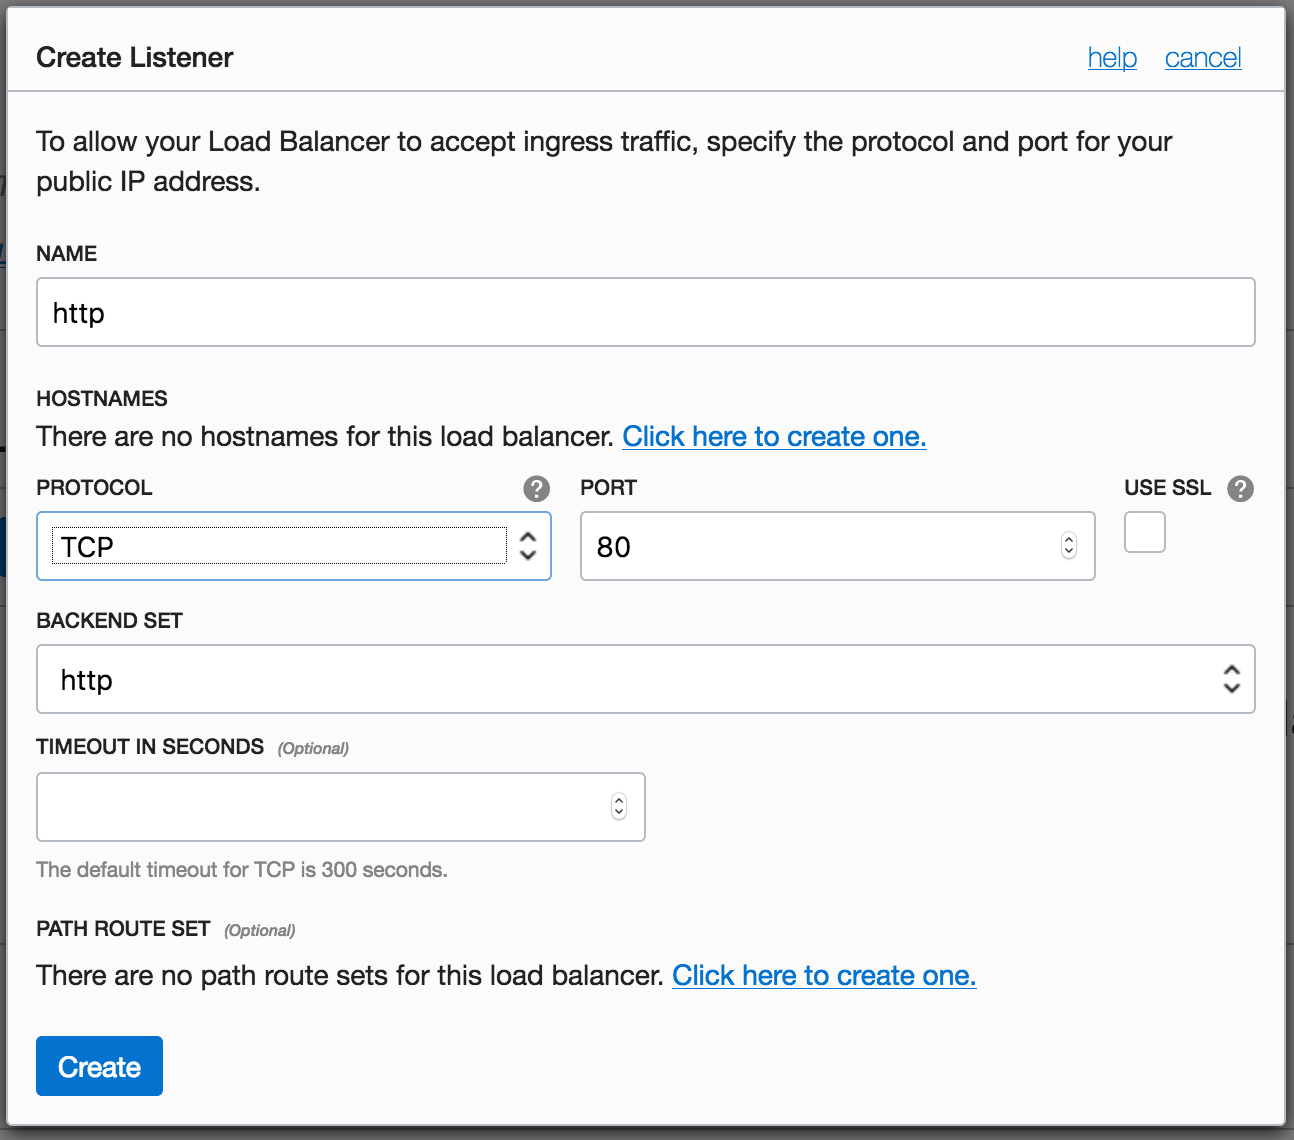 Create Listener help cancel
To allow your Load Balancer to accept ingress traffic, specify the protocol and port for your
public IP address.
NAME
http
HOSTNAMES
There are no hostnames for this load balancer. Click here to create one.
PROTOCOL ? PORT USE SSL ?
TCP 80
BACKEND SET
http
TIMEOUT IN SECONDS (Optional)
The default timeout for TCP is 300 seconds.
PATH ROUTE SET (Optional)
There are no path route sets for this load balancer. Click here to create one.
Create